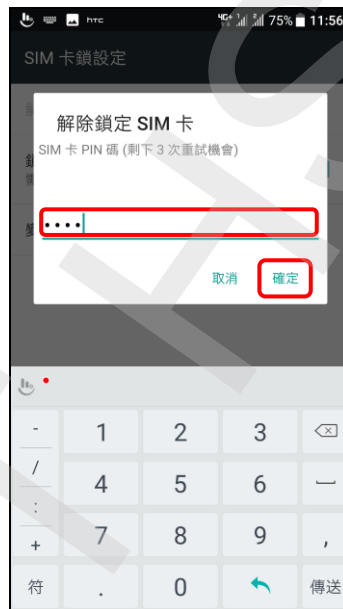 hTC 4G+ 75% 11:56
SIM 卡鎖設定
解除鎖定 SIM 卡
SIM 卡 PIN 碼 (剩下 3 次重試機會)
••••
取消 確定
- 1 2 3
/ 4 5 6
:
+ 7 8 9 ,
符 . 0 傳送